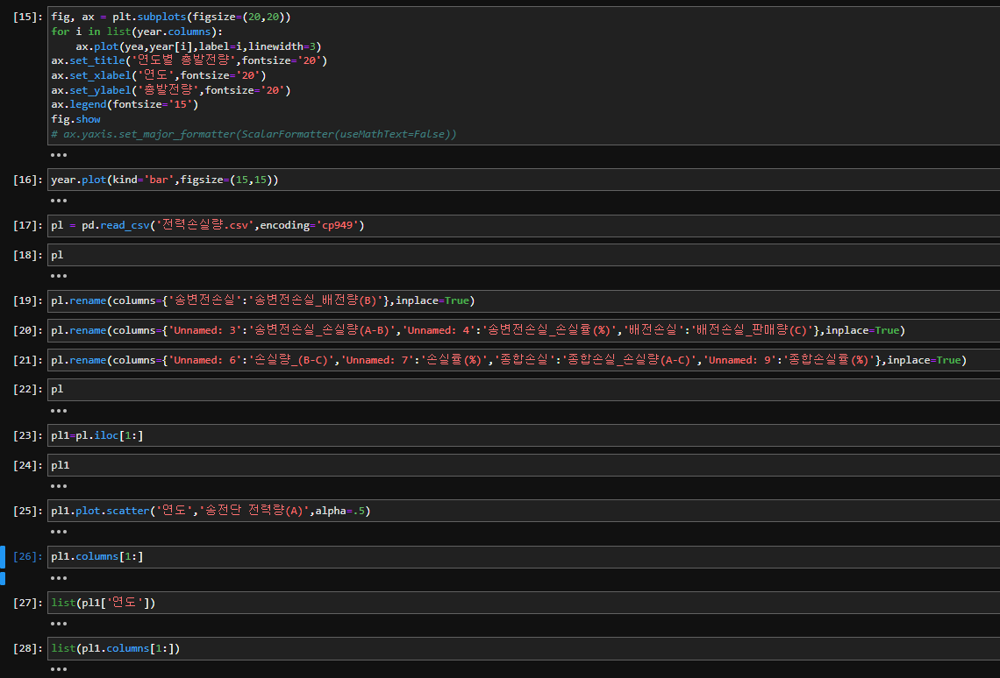 [15]: fig, ax = plt.subplots(figsize=(20,20))
for i in list(year.columns):
    ax.plot(yea,year[i],label=i,linewidth=3)
ax.set_title('연도별 총발전량',fontsize='20')
ax.set_xlabel('연도',fontsize='20')
ax.set_ylabel('총발전량',fontsize='20')
ax.legend(fontsize='15')
fig.show
# ax.yaxis.set_major_formatter(ScalarFormatter(useMathText=False))
[16]: year.plot(kind='bar',figsize=(15,15))
[17]: pl = pd.read_csv('전력손실량.csv',encoding='cp949')
[18]: pl
[19]: pl.rename(columns={'송변전손실':'송변전손실_배전량(B)'},inplace=True)
[20]: pl.rename(columns={'Unnamed: 3':'송변전손실_손실량(A-B)','Unnamed: 4':'송변전손실_손실률(%)','배전손실':'배전손실_판매량(C)'},inplace=True)
[21]: pl.rename(columns={'Unnamed: 6':'손실량_(B-C)','Unnamed: 7':'손실률(%)','종합손실':'종합손실_손실량(A-C)','Unnamed: 9':'종합손실률(%)'},inplace=True)
[22]: pl
[23]: pl1=pl.iloc[1:]
[24]: pl1
[25]: pl1.plot.scatter('연도','송전단 전력량(A)',alpha=.5)
[26]: pl1.columns[1:]
[27]: list(pl1['연도'])
[28]: list(pl1.columns[1:])